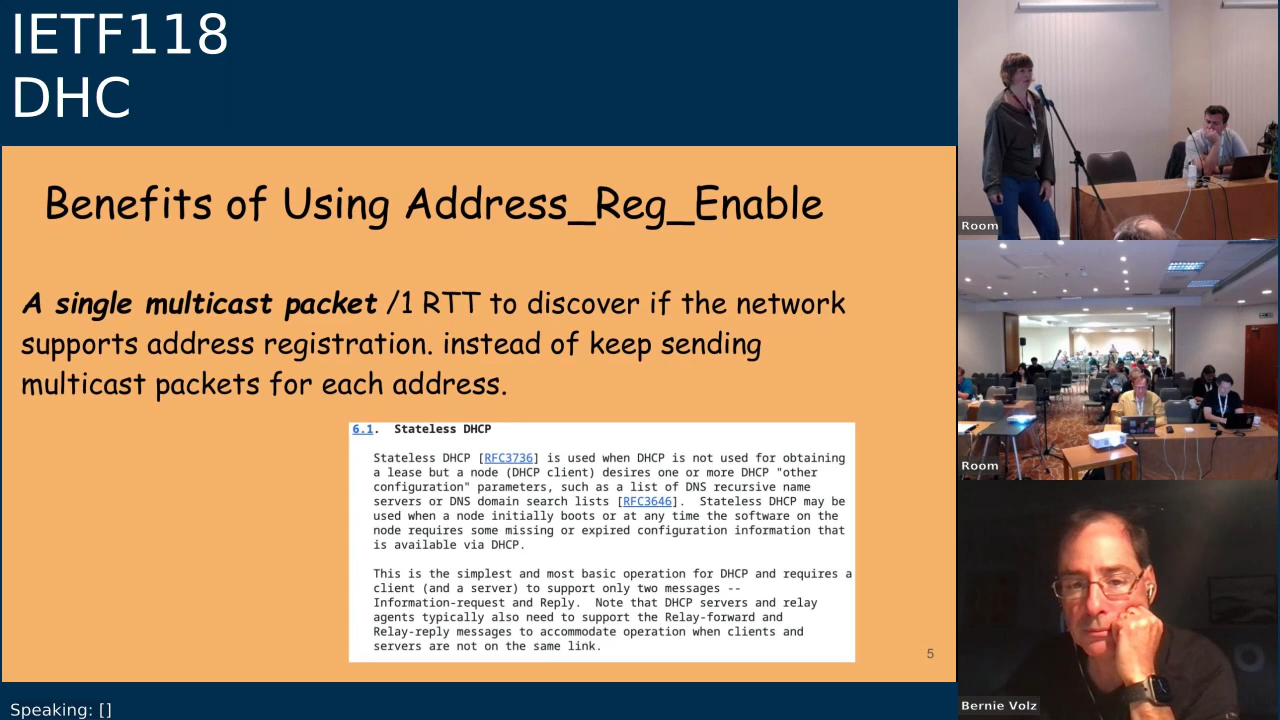 IETF118
DHC
Benefits of Using Address_Reg_Enable
A single multicast packet /1 RTT to discover if the network
supports address registration. instead of keep sending
multicast packets for each address.
6.1. Stateless DHCP
Stateless DHCP [RFC3736] is used when DHCP is not used for obtaining
a lease but a node (DHCP client) desires one or more DHCP "other
configuration" parameters, such as a list of DNS recursive name
servers or DNS domain search lists [RFC3646]. Stateless DHCP may be
used when a node initially boots or at any time the software on the
node requires some missing or expired configuration information that
is available via DHCP.
This is the simplest and most basic operation for DHCP and requires a
client (and a server) to support only two messages --
Information-request and Reply. Note that DHCP servers and relay
agents typically also need to support the Relay-forward and
Relay-reply messages to accommodate operation when clients and
servers are not on the same link.
5
Speaking: []
Room
Room
Bernie Volz